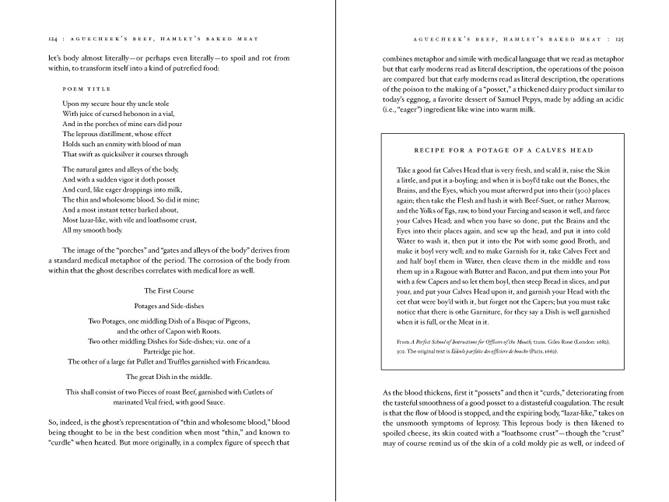 124 : AGUECHEEK'S BEEF, HAMLET'S BAKED MEAT
let's body almost literally—or perhaps even literally—to spoil and rot from
within, to transform itself into a kind of putrefied food:
POEM TITLE
Upon my secure hour thy uncle stole
With juice of cursed hebonon in a vial,
And in the porches of mine ears did pour
The leprous distillment, whose effect
Holds such an enmity with blood of man
That swift as quicksilver it courses through
The natural gates and alleys of the body,
And with a sudden vigor it doth posset
And curd, like eager droppings into milk,
The thin and wholesome blood. So did it mine;
And a most instant tetter barked about,
Most lazar-like, with vile and loathsome crust,
All my smooth body.
The image of the "porches" and "gates and alleys of the body" derives from
a standard medical metaphor of the period. The corrosion of the body from
within that the ghost describes correlates with medical lore as well.
The First Course
Potages and Side-dishes
Two Potages, one middling Dish of a Bisque of Pigeons,
and the other of Capon with Roots.
Two other middling Dishes for Side-dishes; viz. one of a
Partridge pie hot.
The other of a large fat Pullet and Truffles garnished with Fricandeau.
The great Dish in the middle.
This shall consist of two Pieces of roast Beef, garnished with Cutlets of
marinated Veal fried, with good Sauce.
So, indeed, is the ghost's representation of "thin and wholesome blood," blood
being thought to be in the best condition when most "thin," and known to
"curdle" when heated. But more originally, in a complex figure of speech that
AGUECHEEK'S BEEF, HAMLET'S BAKED MEAT : 125
combines metaphor and simile with medical language that we read as metaphor
but that early moderns read as literal description, the operations of the poison
are compared but that early moderns read as literal description, the operations
of the poison to the making of a "posset," a thickened dairy product similar to
today's eggnog, a favorite dessert of Samuel Pepys, made by adding an acidic
(i.e., "eager") ingredient like wine into warm milk.
RECIPE FOR A POTAGE OF A CALVES HEAD
Take a good fat Calves Head that is very fresh, and scald it, raise the Skin
a little, and put it a-boyling; and when it is boyl'd take out the Bones, the
Brains, and the Eyes, which you must afterwrd put into their (300) places
again; then take the Flesh and hash it with Beef-Suet, or rather Marrow,
and the Yolks of Egs, raw, to bind your Farcing and season it well, and farce
your Calves Head; and when you have so done, put the Brains and the
Eyes into their places again, and sew up the head, and put it into cold
Water to wash it, then put it into the Pot with some good Broth, and
make it boyl very well; and to make Garnish for it, take Calves Feet and
and half boyl them in Water, then cleave them in the middle and toss
them up in a Ragoue with Butter and Bacon, and put them into your Pot
with a few Capers and so let them boyl, then steep Bread in slices, and put
your, and put your Calves Head upon it, and garnish your Head with the
eet that were boy'd with it, but forget not the Capers; but you must take
notice that there is othe Garniture, for they say a Dish is well garnished
when it is full, or the Meat in it.
From A Perfect School of Instructions for Officers of the Mouth, trans. Giles Rose (London: 1682),
302. The original text is (Paris, 1662).
As the blood thickens, first it "possets" and then it "curds," deteriorating from
the tasteful smoothness of a good posset to a distasteful coagulation. The result
is that the flow of blood is stopped, and the expiring body, "lazar-like," takes on
the unsmooth symptoms of leprosy. This leprous body is then likened to
spoiled cheese, its skin coated with a "loathsome crust"—though the "crust"
may of course remind us of the skin of a cold moldy pie as well, or indeed of